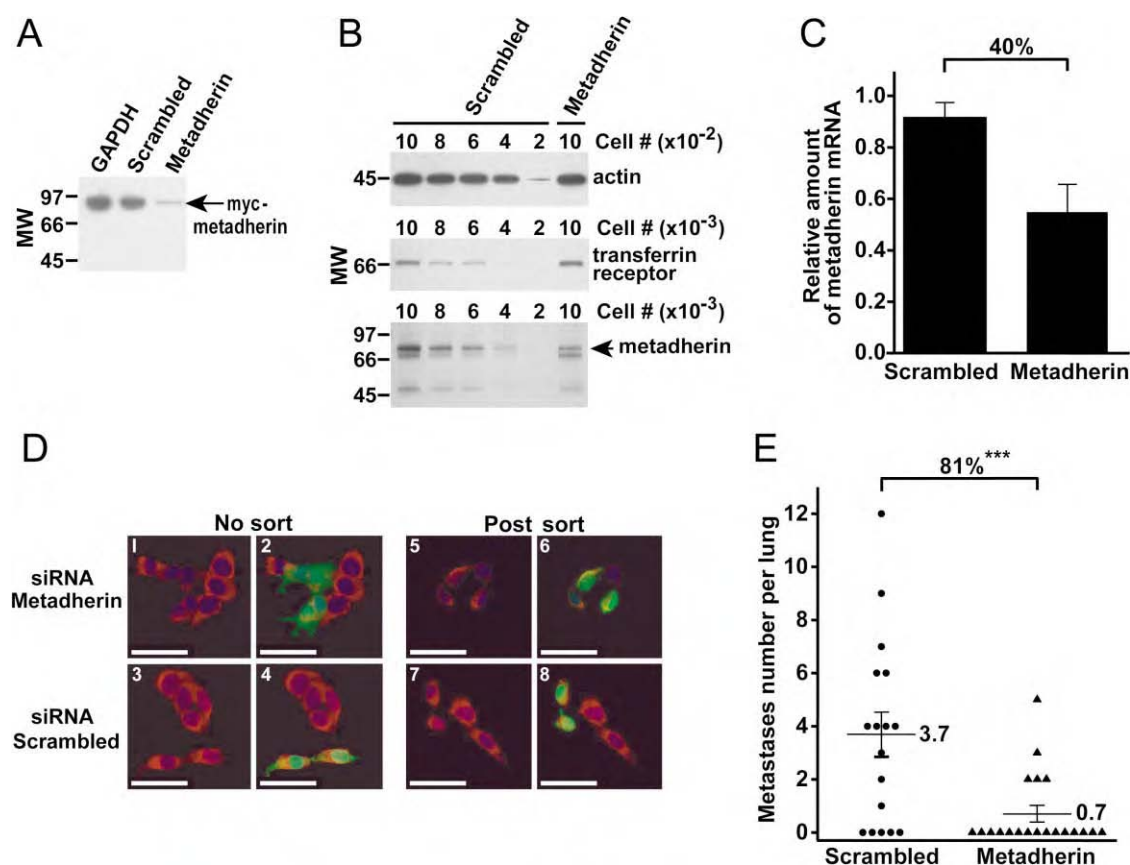 A
GAPDH
Scrambled
Metadherin
MW
97
66
45
myc-
metadherin
B
Scrambled
Metadherin
10 8 6 4 2 10 Cell # (x10-2)
45
actin
10 8 6 4 2 10 Cell # (x10-3)
MW
66
transferrin
receptor
10 8 6 4 2 10 Cell # (x10-3)
97
66
45
metadherin
C
40%
Relative amount
of metadherin mRNA
1.0
0.8
0.6
0.4
0.2
0.0
Scrambled Metadherin
D
No sort
Post sort
siRNA
Metadherin
1 2 5 6
siRNA
Scrambled
3 4 7 8
E
81%***
Metastases number per lung
12
10
8
6
4
2
0
3.7
0.7
Scrambled Metadherin